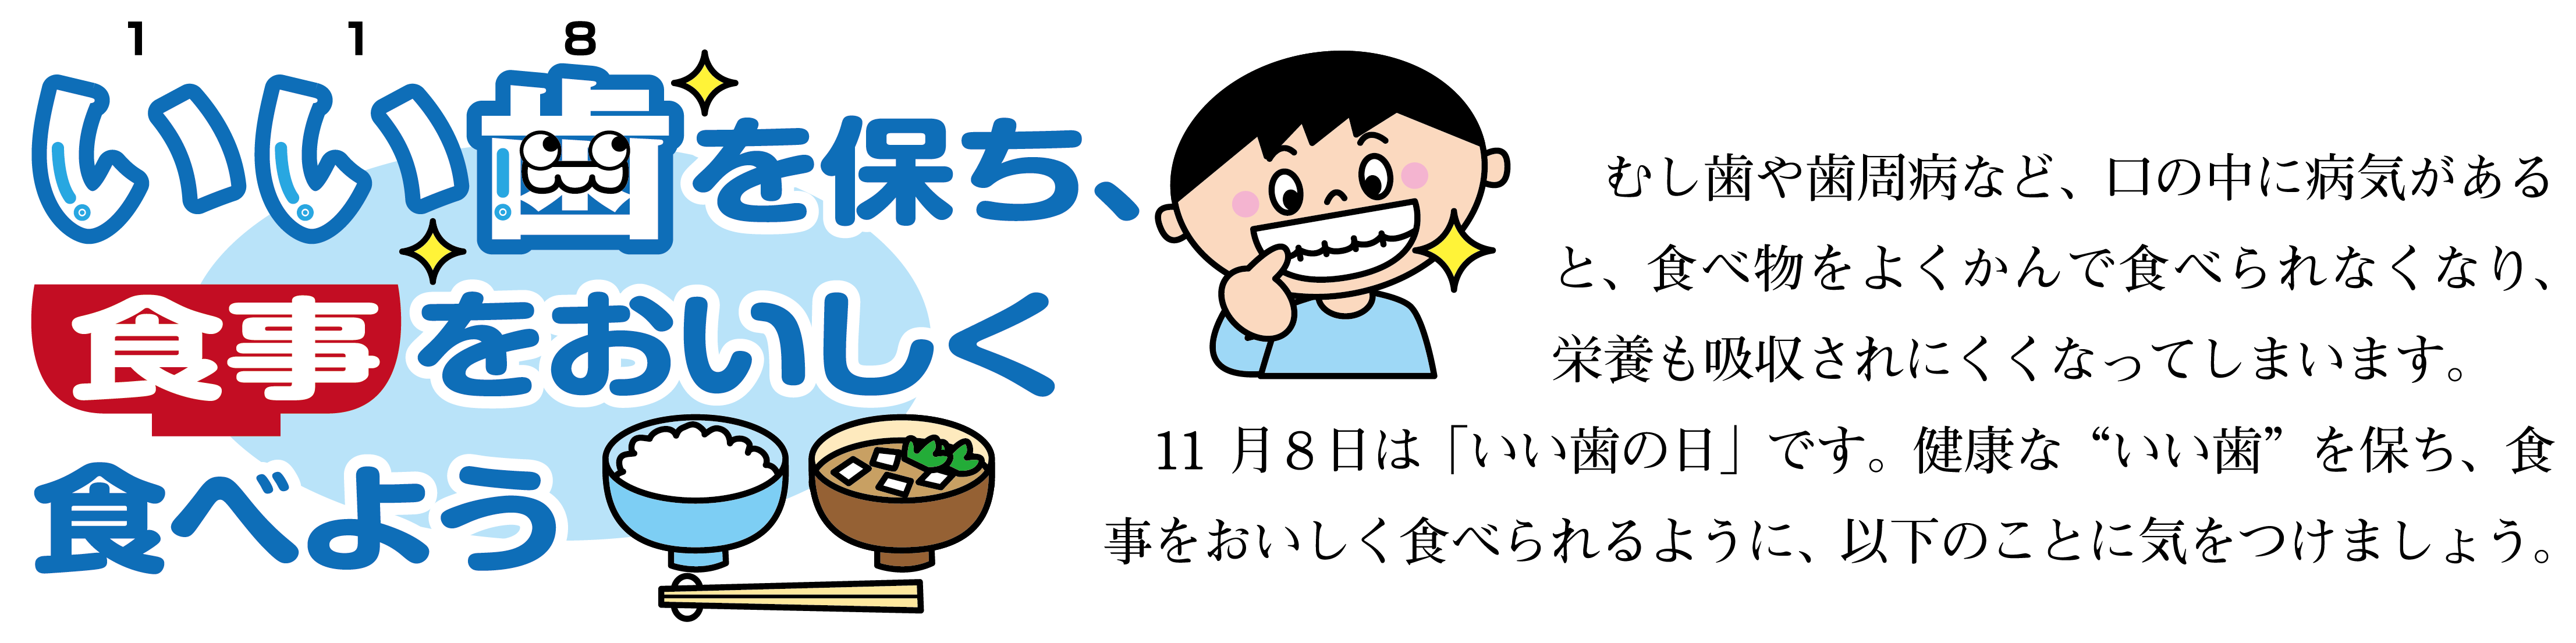 1 1 8
いい歯を保ち、
食事をおいしく
食べよう
むし歯や歯周病など、口の中に病気がある
と、食べ物をよくかんで食べられなくなり、
栄養も吸収されにくくなってしまいます。
11 月８日は「いい歯の日」です。健康な“いい歯”を保ち、食
事をおいしく食べられるように、以下のことに気をつけましょう。